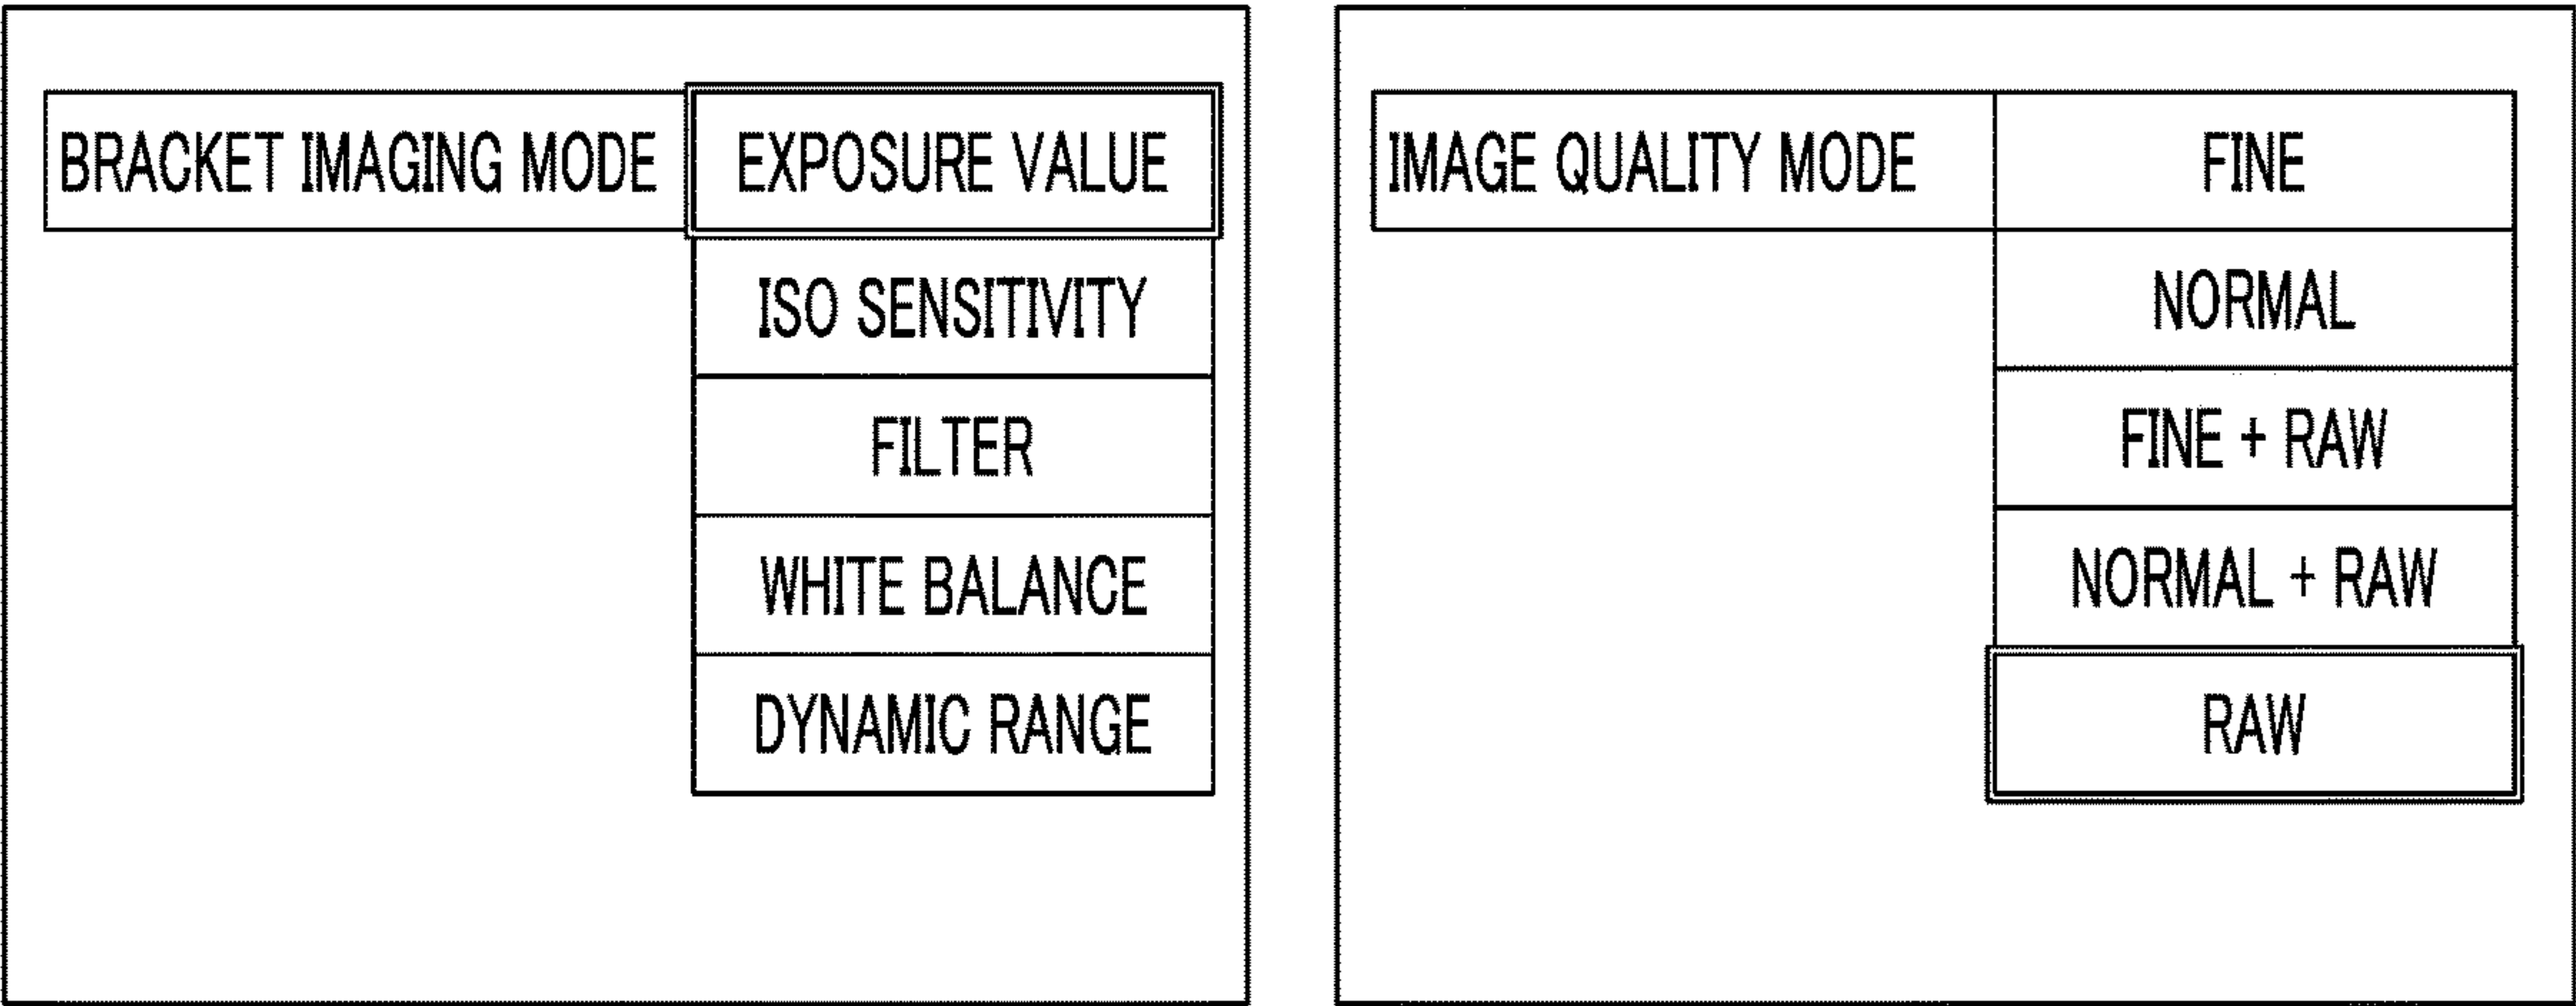 BRACKET IMAGING MODE
EXPOSURE VALUE
ISO SENSITIVITY
FILTER
WHITE BALANCE
DYNAMIC RANGE
IMAGE QUALITY MODE
FINE
NORMAL
FINE + RAW
NORMAL + RAW
RAW